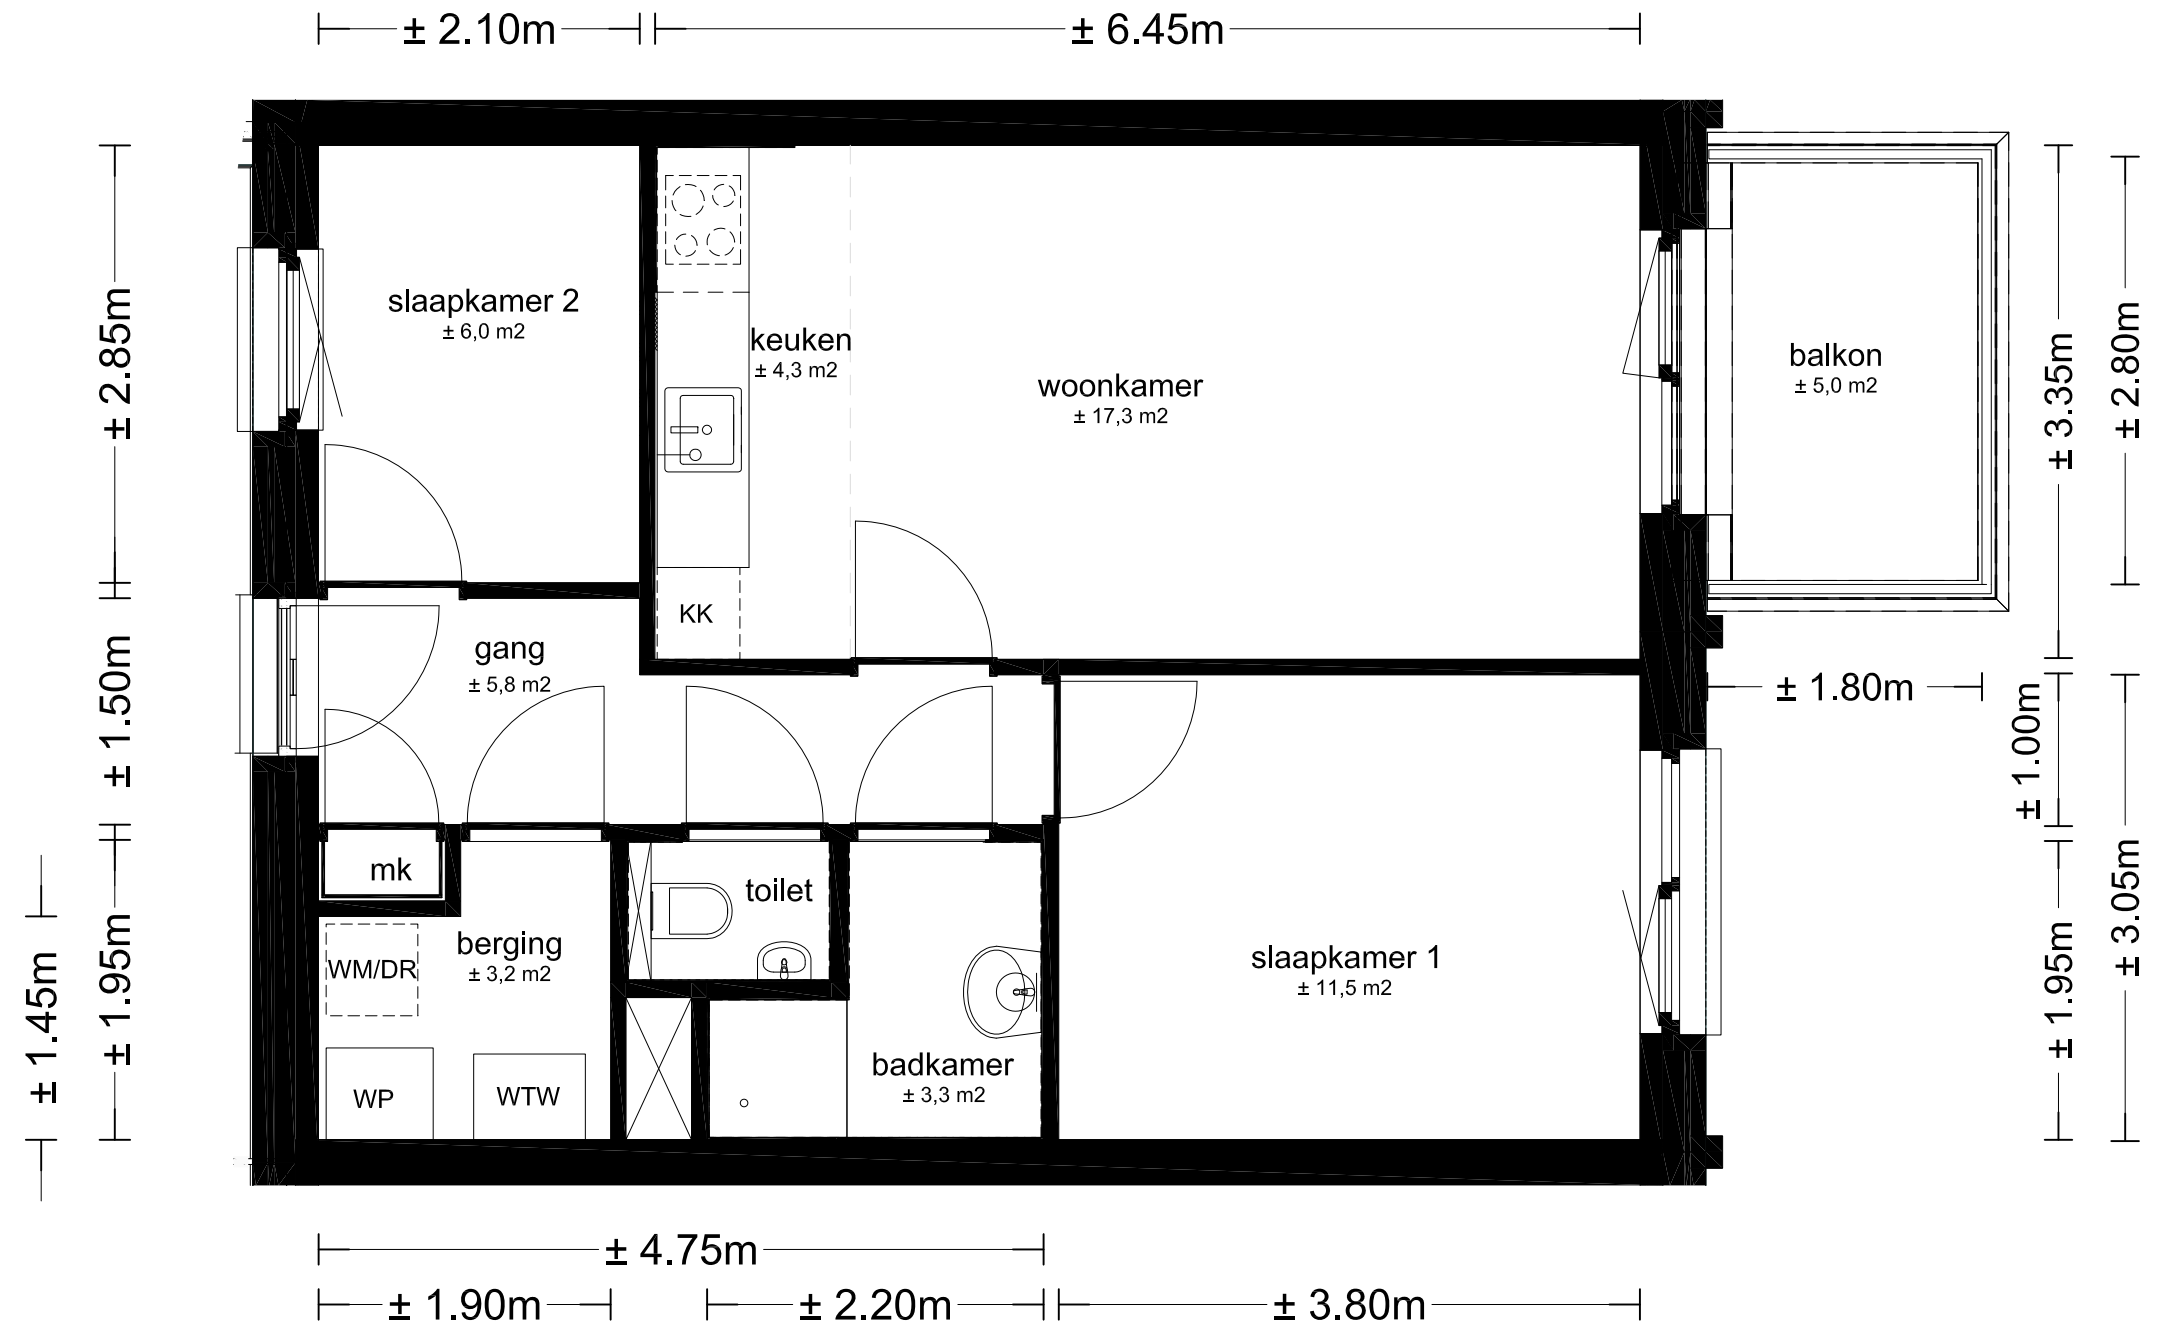 ± 2.10m
± 6.45m
± 2.85m
slaapkamer 2
± 6,0 m2
keuken
± 4,3 m2
woonkamer
± 17,3 m2
balkon
± 5,0 m2
± 3.35m
± 2.80m
KK
gang
± 5,8 m2
± 1.50m
± 1.80m
± 1.00m
mk
toilet
berging
± 3,2 m2
WM/DR
slaapkamer 1
± 11,5 m2
± 1.45m
± 1.95m
± 1.95m
± 3.05m
badkamer
± 3,3 m2
WP
WTW
± 4.75m
± 1.90m
± 2.20m
± 3.80m